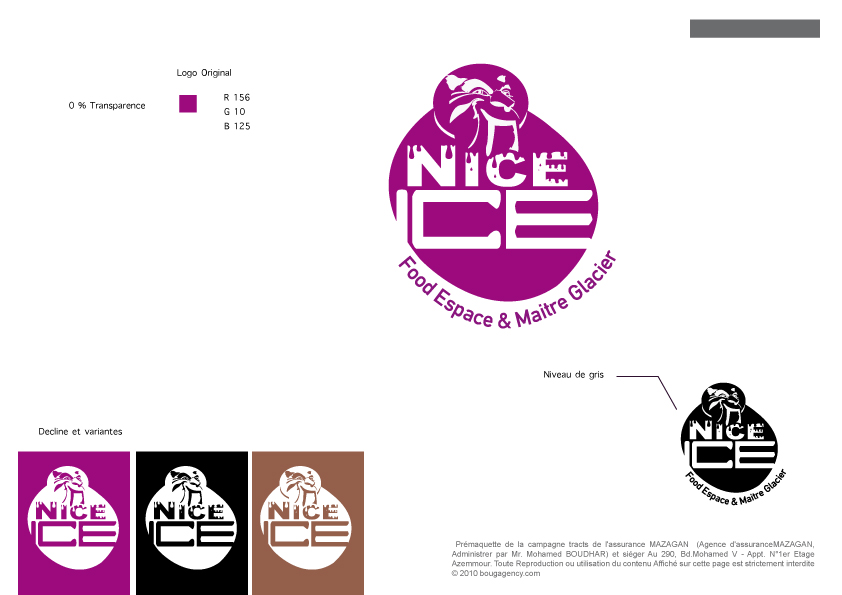 Logo Original
0 % Transparence
R 156
G 10
B 125
NICE
ICE
Food Espace & Maitre Glacier
Niveau de gris
NICE
ICE
Food Espace & Maitre Glacier
Decline et variantes
NICE
ICE
NICE
ICE
NICE
ICE
Prémaquette de la campagne tracts de l'assurance MAZAGAN (Agence d'assuranceMAZAGAN,
Administrer par Mr. Mohamed BOUDHAR) et siéger Au 290, Bd.Mohamed V - Appt. N°1er Etage
Azemmour. Toute Reproduction ou utilisation du contenu Affiché sur cette page est strictement interdite
© 2010 bougagency.com